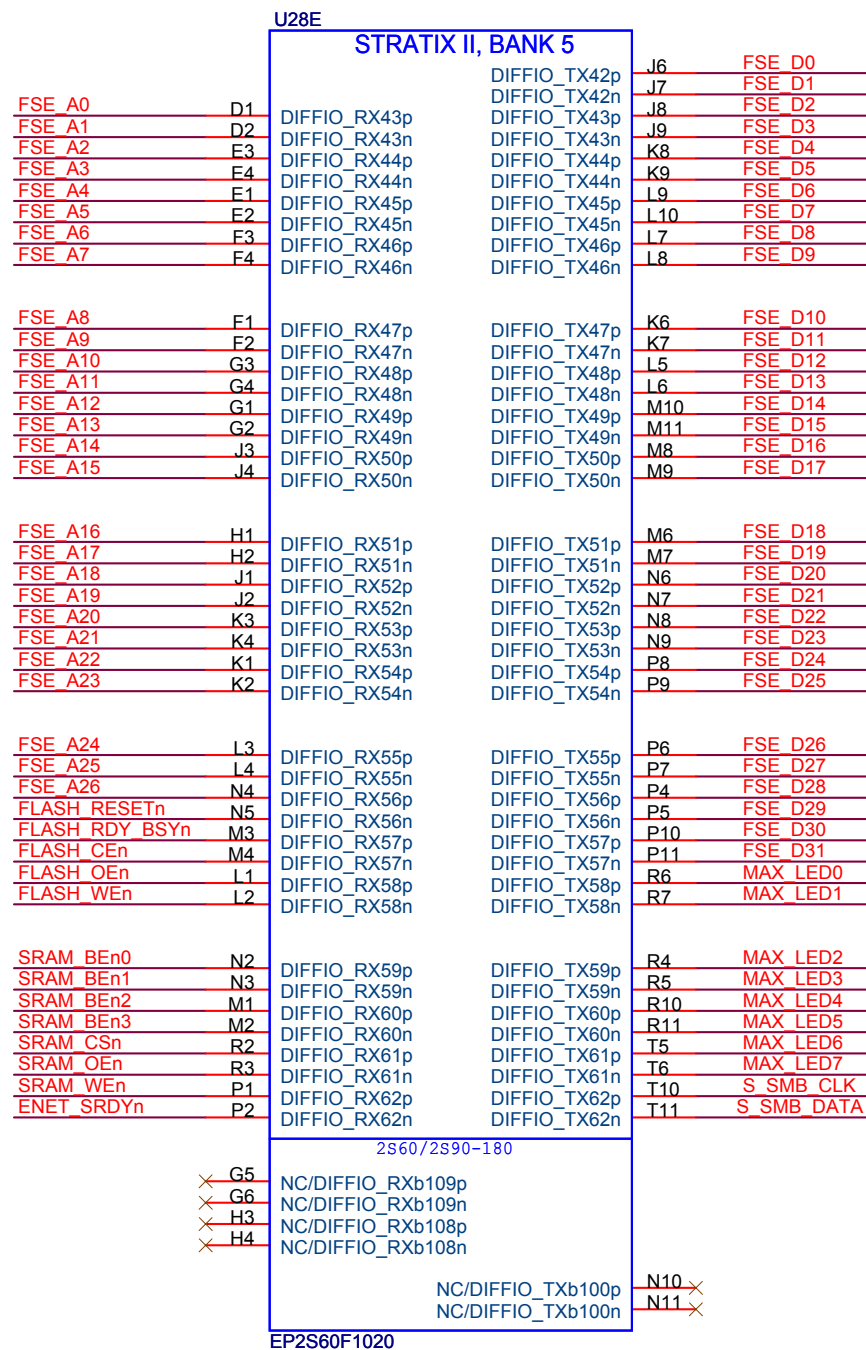 U28E
STRATIX II, BANK 5
DIFFIO_TX42p J6 FSE_D0
DIFFIO_TX42n J7 FSE_D1
FSE_A0 D1 DIFFIO_RX43p DIFFIO_TX43p J8 FSE_D2
FSE_A1 D2 DIFFIO_RX43n DIFFIO_TX43n J9 FSE_D3
FSE_A2 E3 DIFFIO_RX44p DIFFIO_TX44p K8 FSE_D4
FSE_A3 E4 DIFFIO_RX44n DIFFIO_TX44n K9 FSE_D5
FSE_A4 E1 DIFFIO_RX45p DIFFIO_TX45p L9 FSE_D6
FSE_A5 E2 DIFFIO_RX45n DIFFIO_TX45n L10 FSE_D7
FSE_A6 F3 DIFFIO_RX46p DIFFIO_TX46p L7 FSE_D8
FSE_A7 F4 DIFFIO_RX46n DIFFIO_TX46n L8 FSE_D9
FSE_A8 F1 DIFFIO_RX47p DIFFIO_TX47p K6 FSE_D10
FSE_A9 F2 DIFFIO_RX47n DIFFIO_TX47n K7 FSE_D11
FSE_A10 G3 DIFFIO_RX48p DIFFIO_TX48p L5 FSE_D12
FSE_A11 G4 DIFFIO_RX48n DIFFIO_TX48n L6 FSE_D13
FSE_A12 G1 DIFFIO_RX49p DIFFIO_TX49p M10 FSE_D14
FSE_A13 G2 DIFFIO_RX49n DIFFIO_TX49n M11 FSE_D15
FSE_A14 J3 DIFFIO_RX50p DIFFIO_TX50p M8 FSE_D16
FSE_A15 J4 DIFFIO_RX50n DIFFIO_TX50n M9 FSE_D17
FSE_A16 H1 DIFFIO_RX51p DIFFIO_TX51p M6 FSE_D18
FSE_A17 H2 DIFFIO_RX51n DIFFIO_TX51n M7 FSE_D19
FSE_A18 J1 DIFFIO_RX52p DIFFIO_TX52p N6 FSE_D20
FSE_A19 J2 DIFFIO_RX52n DIFFIO_TX52n N7 FSE_D21
FSE_A20 K3 DIFFIO_RX53p DIFFIO_TX53p N8 FSE_D22
FSE_A21 K4 DIFFIO_RX53n DIFFIO_TX53n N9 FSE_D23
FSE_A22 K1 DIFFIO_RX54p DIFFIO_TX54p P8 FSE_D24
FSE_A23 K2 DIFFIO_RX54n DIFFIO_TX54n P9 FSE_D25
FSE_A24 L3 DIFFIO_RX55p DIFFIO_TX55p P6 FSE_D26
FSE_A25 L4 DIFFIO_RX55n DIFFIO_TX55n P7 FSE_D27
FSE_A26 N4 DIFFIO_RX56p DIFFIO_TX56p P4 FSE_D28
FLASH_RESETn N5 DIFFIO_RX56n DIFFIO_TX56n P5 FSE_D29
FLASH_RDY_BSYn M3 DIFFIO_RX57p DIFFIO_TX57p P10 FSE_D30
FLASH_CEn M4 DIFFIO_RX57n DIFFIO_TX57n P11 FSE_D31
FLASH_OEn L1 DIFFIO_RX58p DIFFIO_TX58p R6 MAX_LED0
FLASH_WEn L2 DIFFIO_RX58n DIFFIO_TX58n R7 MAX_LED1
SRAM_BEn0 N2 DIFFIO_RX59p DIFFIO_TX59p R4 MAX_LED2
SRAM_BEn1 N3 DIFFIO_RX59n DIFFIO_TX59n R5 MAX_LED3
SRAM_BEn2 M1 DIFFIO_RX60p DIFFIO_TX60p R10 MAX_LED4
SRAM_BEn3 M2 DIFFIO_RX60n DIFFIO_TX60n R11 MAX_LED5
SRAM_CSn R2 DIFFIO_RX61p DIFFIO_TX61p T5 MAX_LED6
SRAM_OEn R3 DIFFIO_RX61n DIFFIO_TX61n T6 MAX_LED7
SRAM_WEn P1 DIFFIO_RX62p DIFFIO_TX62p T10 S_SMB_CLK
ENET_SRDYn P2 DIFFIO_RX62n DIFFIO_TX62n T11 S_SMB_DATA
2S60/2S90-180
G5 NC/DIFFIO_RXb109p
G6 NC/DIFFIO_RXb109n
H3 NC/DIFFIO_RXb108p
H4 NC/DIFFIO_RXb108n
NC/DIFFIO_TXb100p N10
NC/DIFFIO_TXb100n N11
EP2S60F1020